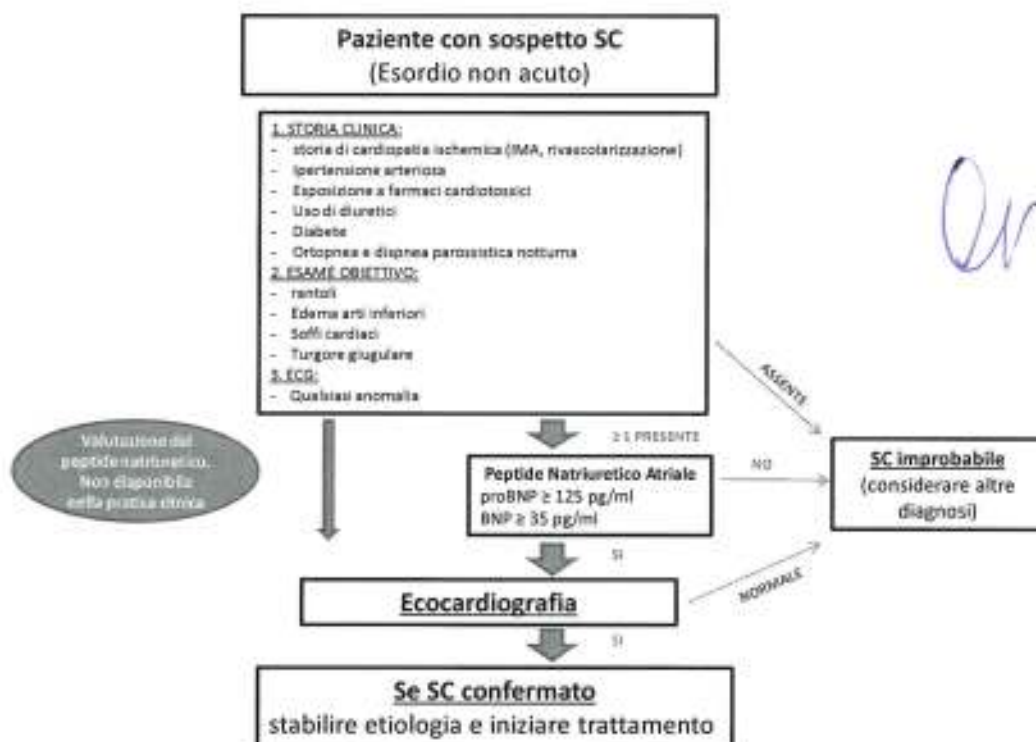 Paziente con sospetto SC
(Esordio non acuto)
1. STORIA CLINICA:
- storia di cardiopatia ischemica (IMA, rivascolarizzazione)
- Ipertensione arteriosa
- Esposizione a farmaci cardiotossici
- Uso di diuretici
- Diabete
- Ortopnea e dispnea parossistica notturna
2. ESAME OBIETTIVO:
- rantoli
- Edema arti inferiori
- Soffi cardiaci
- Turgore giugulare
3. ECG:
- Qualsiasi anomalia
ASSENTE
≥ 1 PRESENTE
Valutazione del
peptide natriuretico.
Non disponibile
nella pratica clinica
Peptide Natriuretico Atriale
proBNP ≥ 125 pg/ml
BNP ≥ 35 pg/ml
NO
SC improbabile
(considerare altre
diagnosi)
SI
Ecocardiografia
NORMALE
SI
Se SC confermato
stabilire etiologia e iniziare trattamento